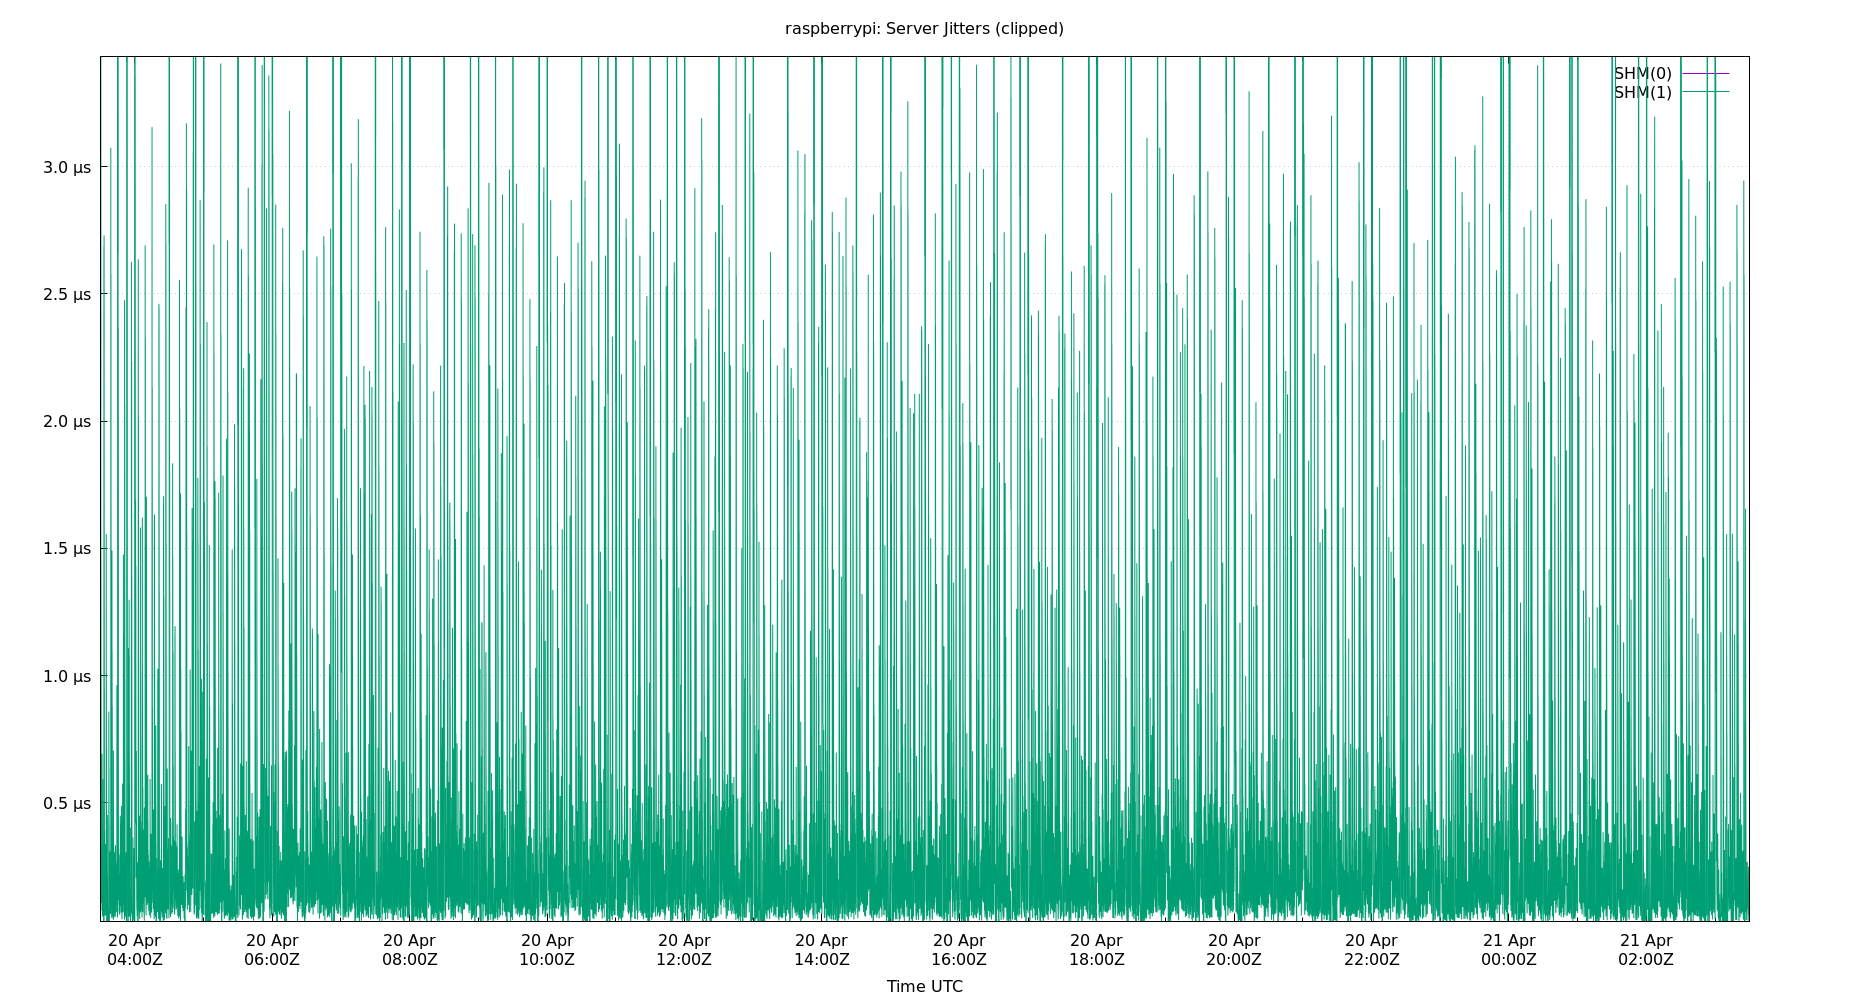 raspberrypi: Server Jitters (clipped)
SHM(0)
SHM(1)
3.0 µs
2.5 µs
2.0 µs
1.5 µs
1.0 µs
0.5 µs
20 Apr 20 Apr 20 Apr 20 Apr 20 Apr 20 Apr 20 Apr 20 Apr 20 Apr 20 Apr 21 Apr 21 Apr
04:00Z 06:00Z 08:00Z 10:00Z 12:00Z 14:00Z 16:00Z 18:00Z 20:00Z 22:00Z 00:00Z 02:00Z
Time UTC